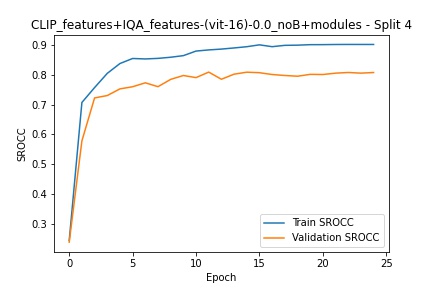 CLIP_features+IQA_features-(vit-16)-0.0_noB+modules - Split 4
0.9
0.8
0.7
0.6
0.5
0.4
0.3
SROCC
Train SROCC
Validation SROCC
0 5 10 15 20 25
Epoch